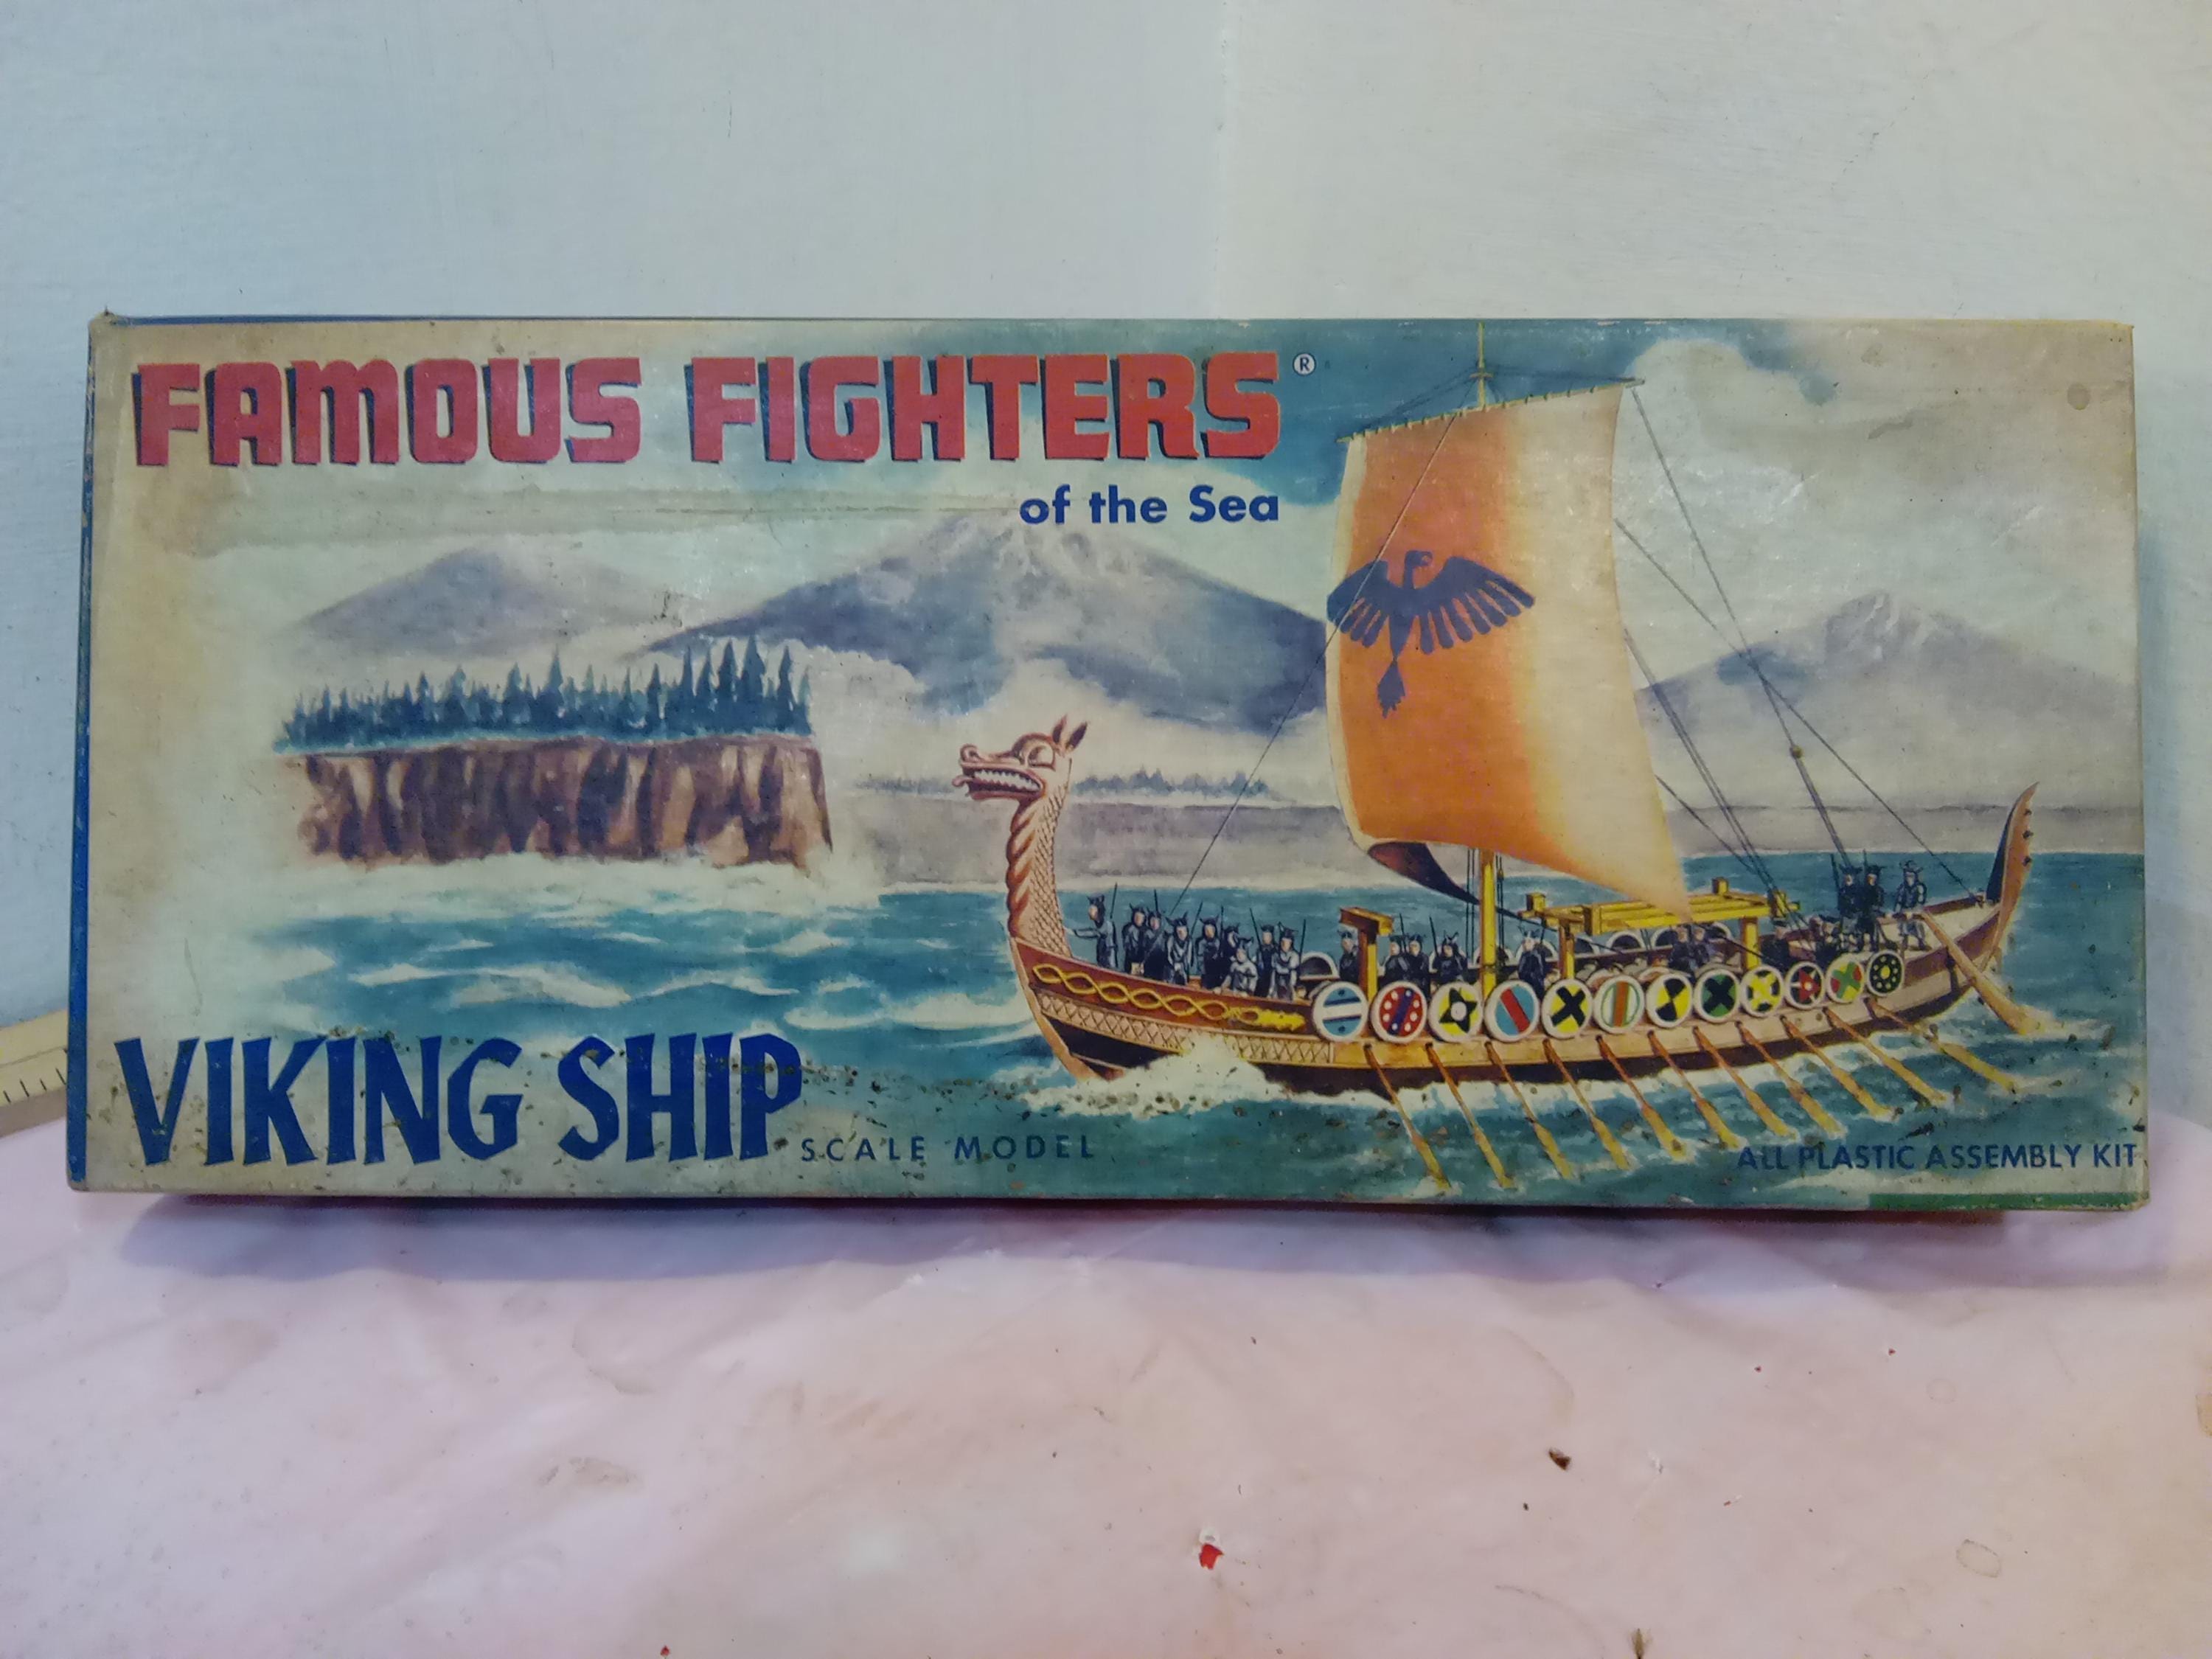 FAMOUS FIGHTERS®
of the Sea
VIKING SHIP SCALE MODEL
ALL PLASTIC ASSEMBLY KIT